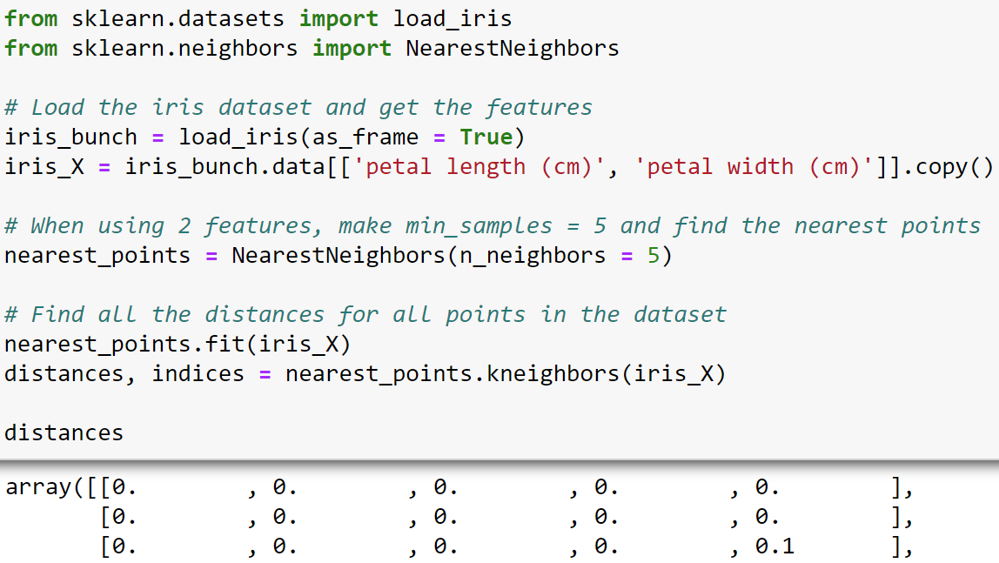 from sklearn.datasets import load_iris
from sklearn.neighbors import NearestNeighbors
# Load the iris dataset and get the features
iris_bunch = load_iris(as_frame = True)
iris_X = iris_bunch.data[['petal length (cm)', 'petal width (cm)']].copy()
# When using 2 features, make min_samples = 5 and find the nearest points
nearest_points = NearestNeighbors(n_neighbors = 5)
# Find all the distances for all points in the dataset
nearest_points.fit(iris_X)
distances, indices = nearest_points.kneighbors(iris_X)
distances
array([[0.        , 0.        , 0.        , 0.        , 0.        ],
       [0.        , 0.        , 0.        , 0.        , 0.        ],
       [0.        , 0.        , 0.        , 0.        , 0.1       ],